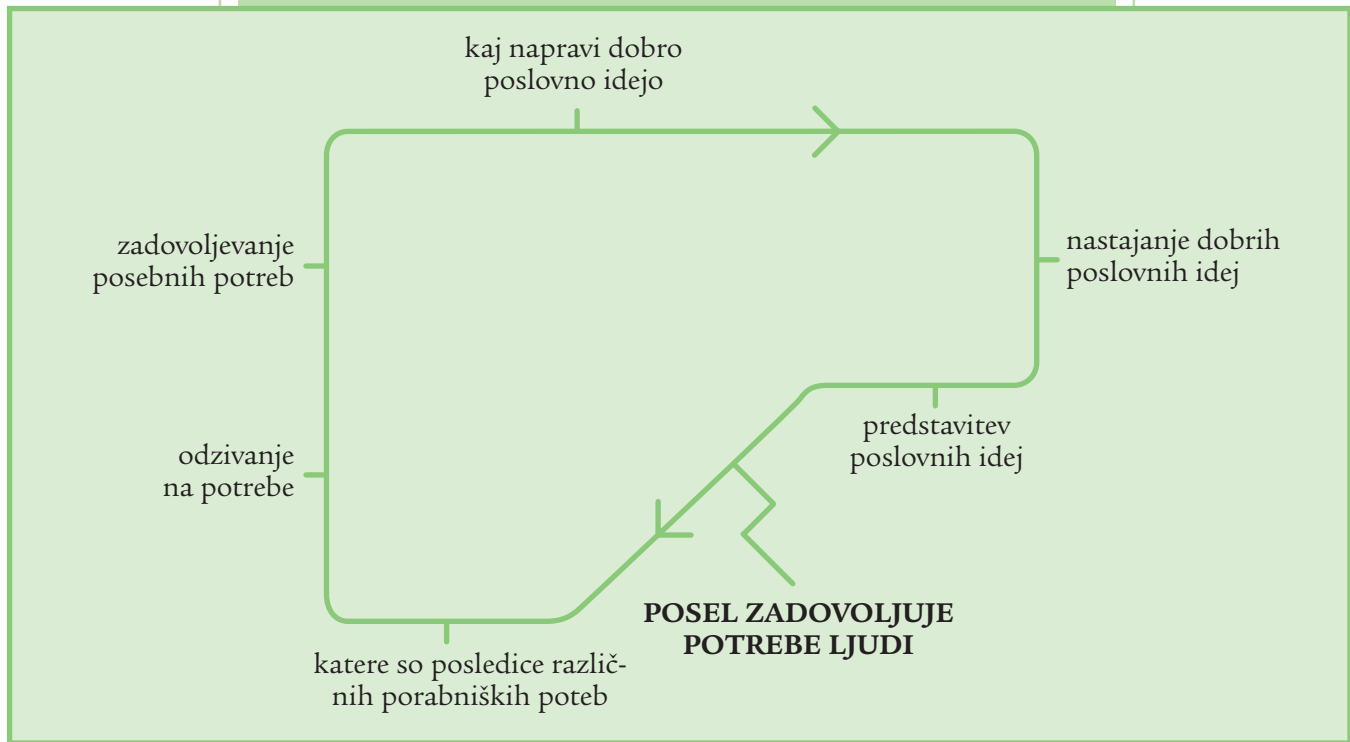 kaj napravi dobro
poslovno idejo
zadovoljevanje
posebnih potreb
nastajanje dobrih
poslovnih idej
predstavitev
poslovnih idej
odzivanje
na potrebe
POSEL ZADOVOLJUJE
POTREBE LJUDI
katere so posledice različ-
nih porabniških poteb